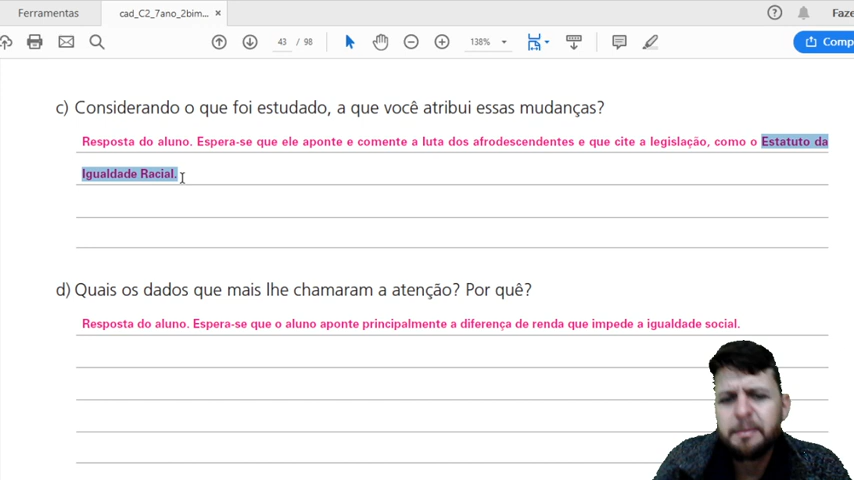 Ferramentas
cad_C2_7ano_2bim... ×
Faze
43 / 98
138%
Comp
c) Considerando o que foi estudado, a que você atribui essas mudanças?
Resposta do aluno. Espera-se que ele aponte e comente a luta dos afrodescendentes e que cite a legislação, como o Estatuto da
Igualdade Racial.
d) Quais os dados que mais lhe chamaram a atenção? Por quê?
Resposta do aluno. Espera-se que o aluno aponte principalmente a diferença de renda que impede a igualdade social.